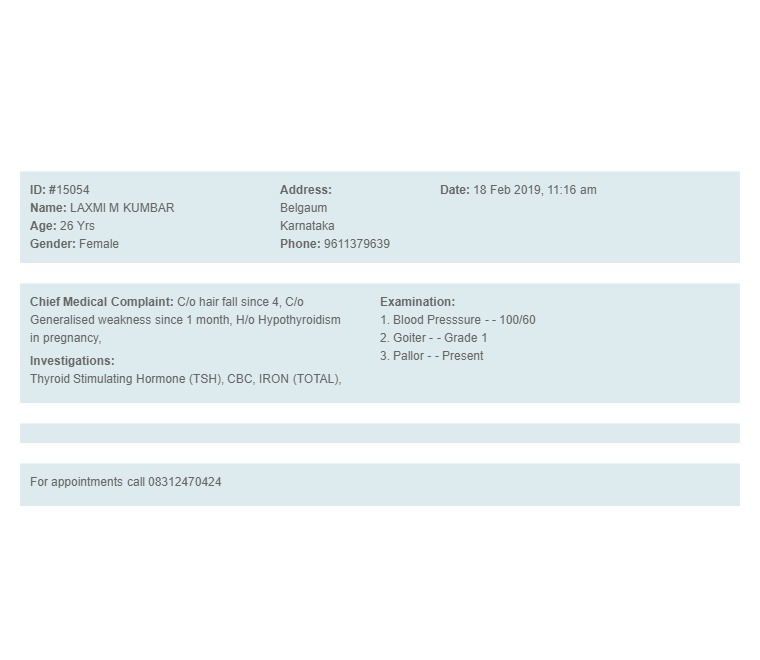 ID: #15054
Name: LAXMI M KUMBAR
Age: 26 Yrs
Gender: Female
Address:
Belgaum
Karnataka
Phone: 9611379639
Date: 18 Feb 2019, 11:16 am
Chief Medical Complaint: C/o hair fall since 4, C/o
Generalised weakness since 1 month, H/o Hypothyroidism
in pregnancy,
Investigations:
Thyroid Stimulating Hormone (TSH), CBC, IRON (TOTAL),
Examination:
1. Blood Presssure - - 100/60
2. Goiter - - Grade 1
3. Pallor - - Present
For appointments call 08312470424